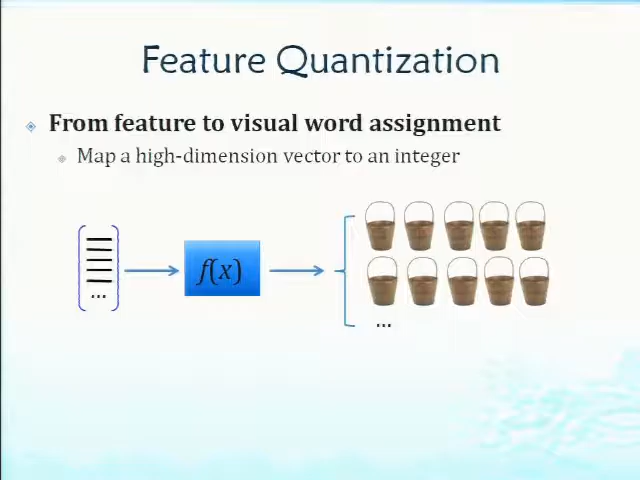 Feature Quantization
From feature to visual word assignment
Map a high-dimension vector to an integer
f(x)
...
...